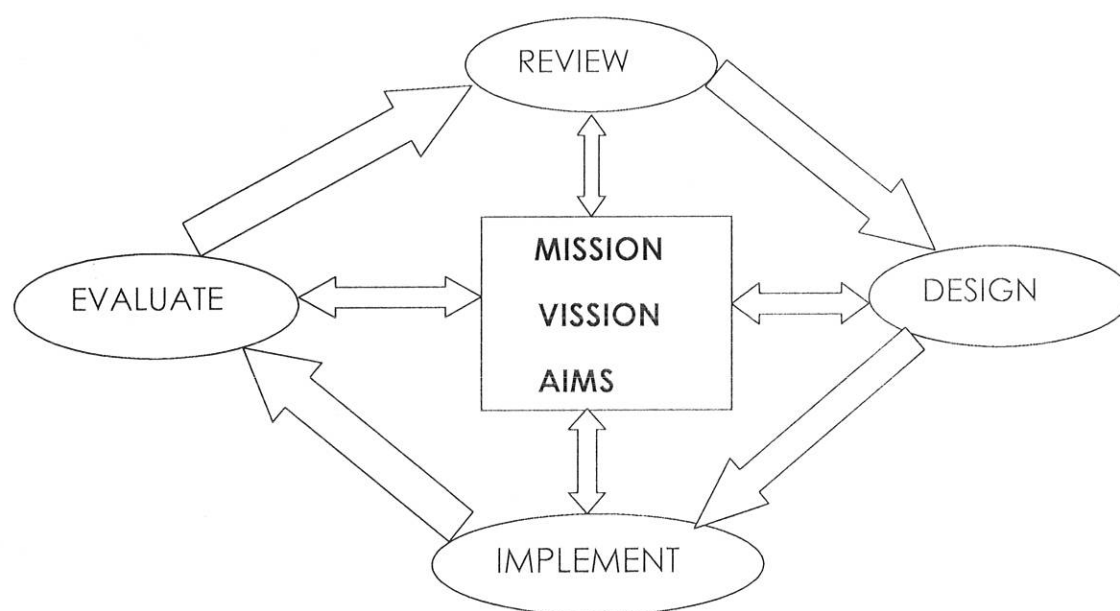 REVIEW
MISSION
VISSION
AIMS
EVALUATE
DESIGN
IMPLEMENT